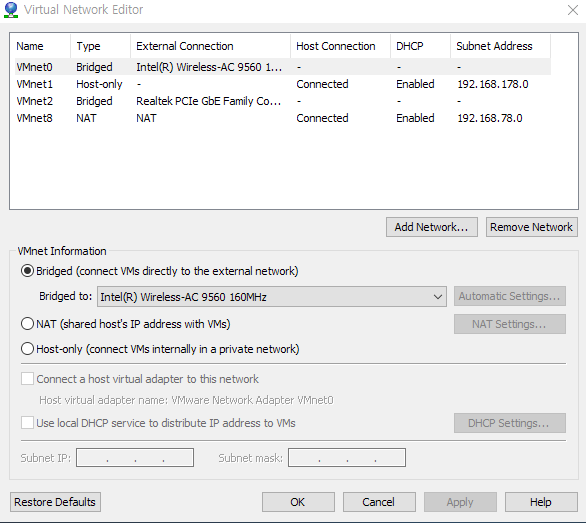 Virtual Network Editor
Name Type External Connection Host Connection DHCP Subnet Address
VMnet0 Bridged Intel(R) Wireless-AC 9560 1... - - -
VMnet1 Host-only - Connected Enabled 192.168.178.0
VMnet2 Bridged Realtek PCIe GbE Family Co... - - -
VMnet8 NAT NAT Connected Enabled 192.168.78.0
Add Network... Remove Network
VMnet Information
Bridged (connect VMs directly to the external network)
Bridged to: Intel(R) Wireless-AC 9560 160MHz Automatic Settings...
NAT (shared host's IP address with VMs) NAT Settings...
Host-only (connect VMs internally in a private network)
Connect a host virtual adapter to this network
Host virtual adapter name: VMware Network Adapter VMnet0
Use local DHCP service to distribute IP address to VMs DHCP Settings...
Subnet IP: . . . Subnet mask: . . .
Restore Defaults OK Cancel Apply Help